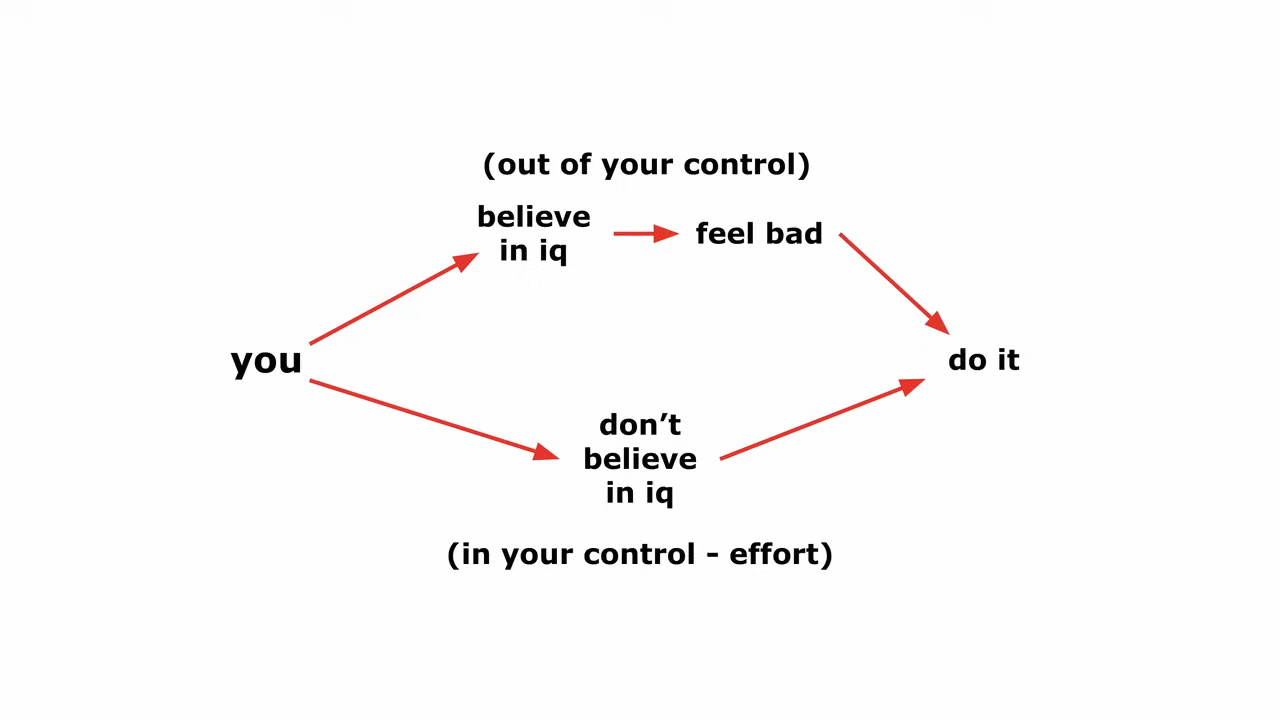 (out of your control)
believe
in iq
feel bad
you
do it
don’t
believe
in iq
(in your control - effort)